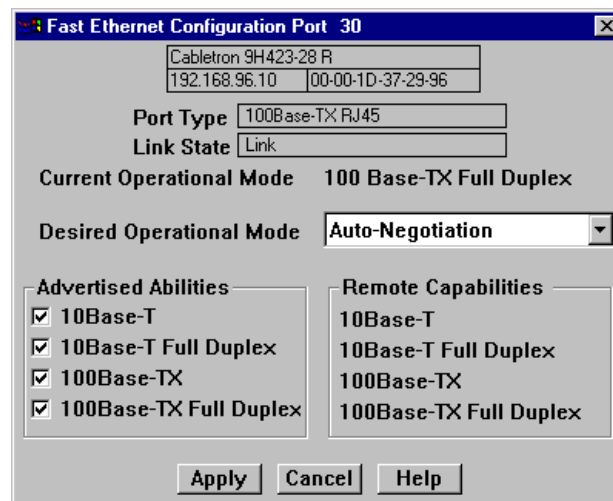 Fast Ethernet Configuration Port 30
Cabletron 9H423-28 R
192.168.96.10 00-00-1D-37-29-96
Port Type 100Base-TX RJ45
Link State Link
Current Operational Mode 100 Base-TX Full Duplex
Desired Operational Mode Auto-Negotiation
Advertised Abilities
10Base-T
10Base-T Full Duplex
100Base-TX
100Base-TX Full Duplex
Remote Capabilities
10Base-T
10Base-T Full Duplex
100Base-TX
100Base-TX Full Duplex
Apply Cancel Help